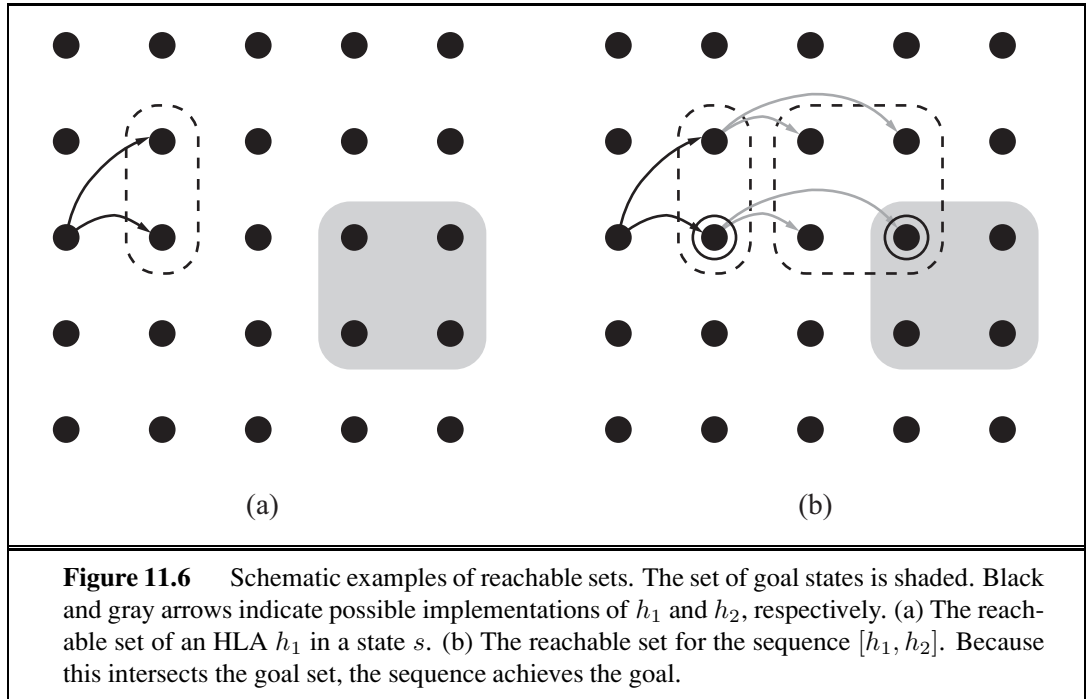 (a)
(b)
Figure 11.6 Schematic examples of reachable sets. The set of goal states is shaded. Black
and gray arrows indicate possible implementations of h₁ and h₂, respectively. (a) The reach-
able set of an HLA h₁ in a state s. (b) The reachable set for the sequence [h₁, h₂]. Because
this intersects the goal set, the sequence achieves the goal.